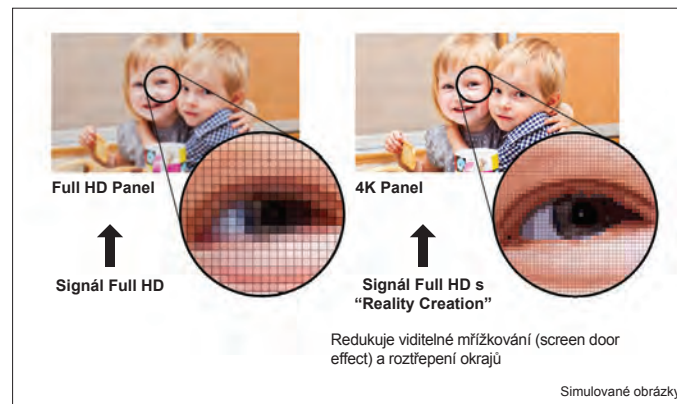 Full HD Panel
4K Panel
Signál Full HD
Signál Full HD s
“Reality Creation”
Redukuje viditelné mřížkování (screen door
effect) a roztřepení okrajů
Simulované obrázky